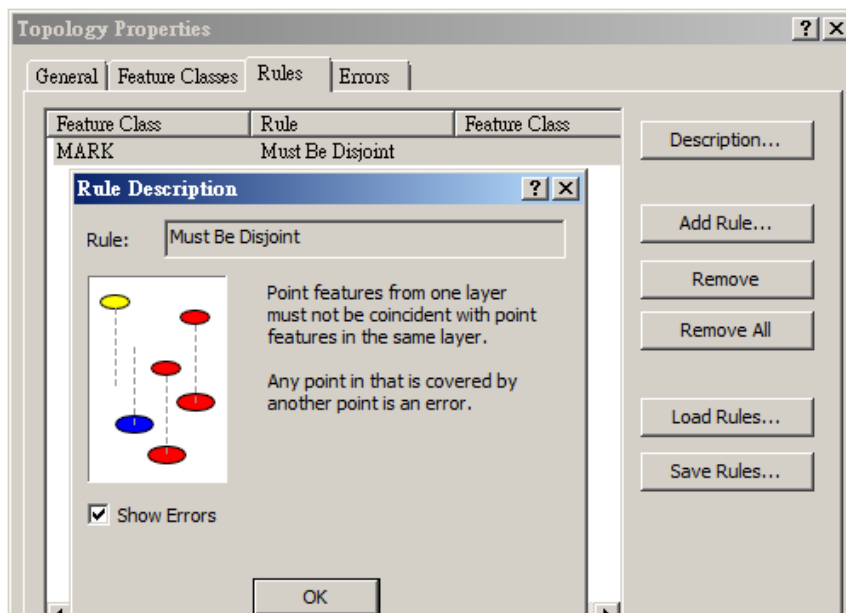 Topology Properties
General
Feature Classes
Rules
Errors
Feature Class Rule Feature Class
MARK Must Be Disjoint
Description...
Add Rule...
Remove
Remove All
Load Rules...
Save Rules...
Rule Description
Rule: Must Be Disjoint
Point features from one layer
must not be coincident with point
features in the same layer.
Any point in that is covered by
another point is an error.
Show Errors
OK